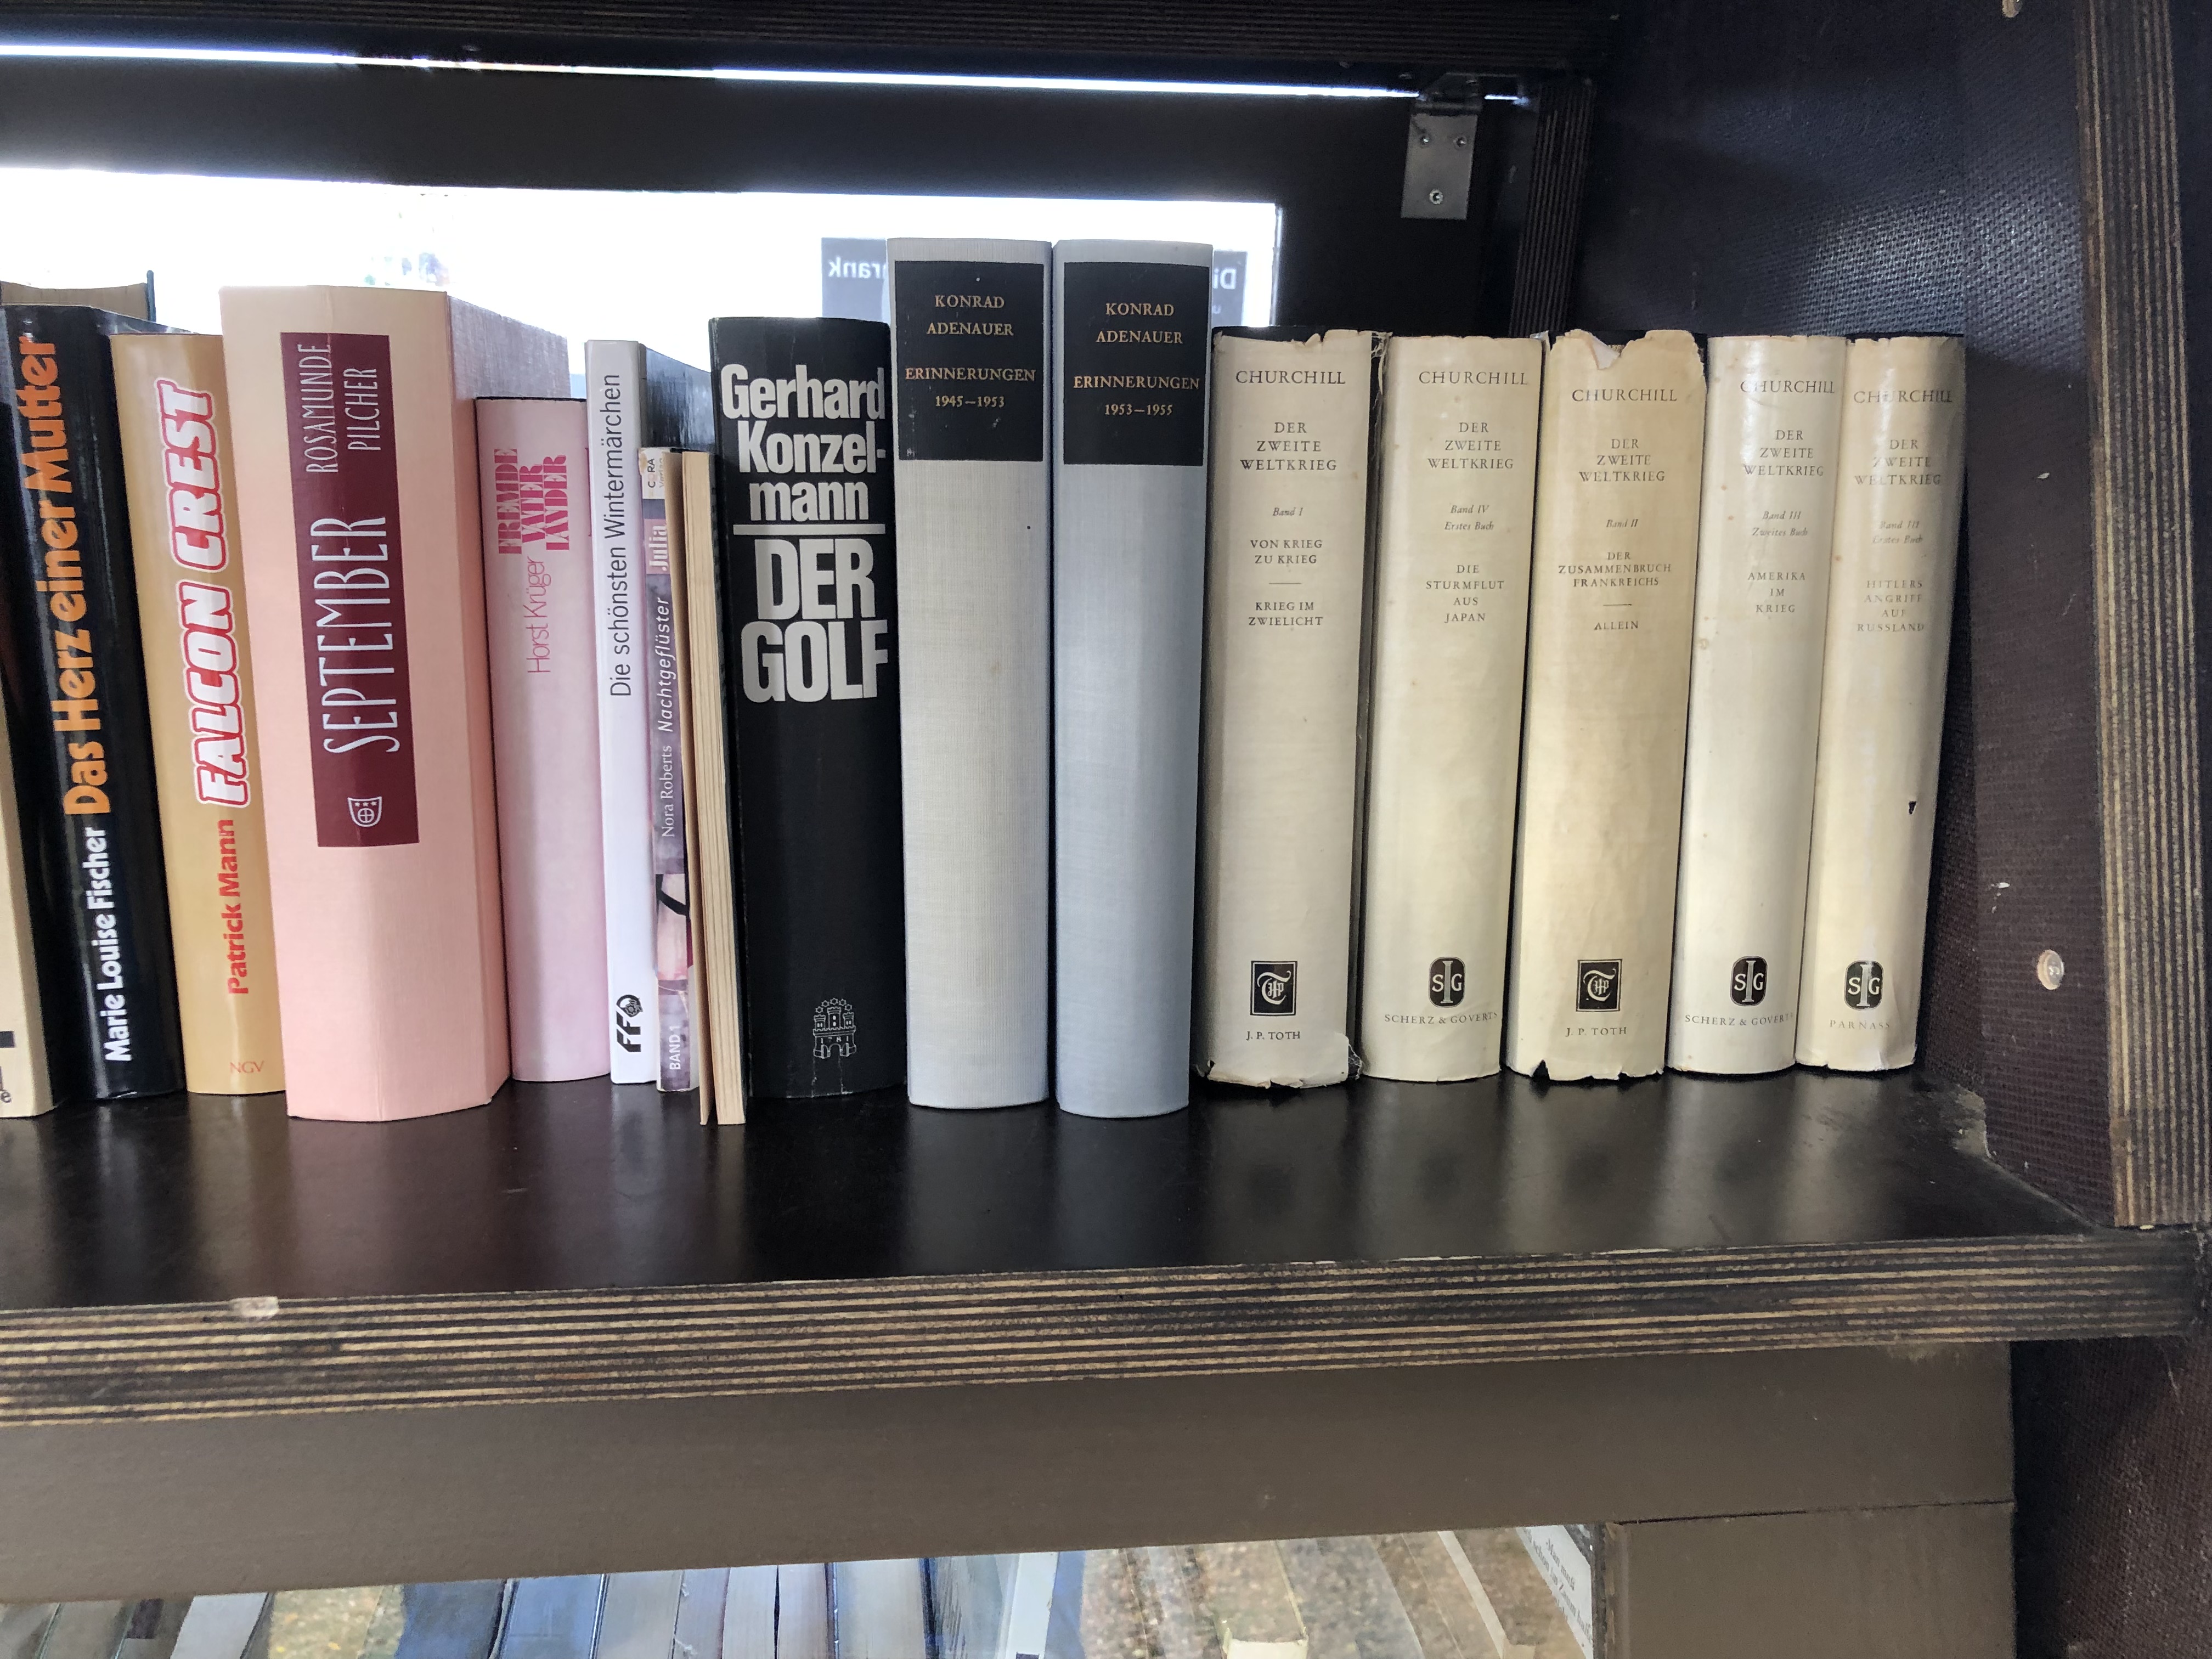 Marie Louise Fischer Das Herz einer Mutter
Patrick Mann FALCON CREST
NGV
ROSAMUNDE
PILCHER
SEPTEMBER
FREMDE
VATER
LÄNDER
Horst Krüger
Die schönsten Wintermärchen
CORA
Verlag
Julia
Nora Roberts Nachtgeflüster
BAND 1
Gerhard
Konzel-
mann
DER
GOLF
KONRAD
ADENAUER
ERINNERUNGEN
1945—1953
KONRAD
ADENAUER
ERINNERUNGEN
1953—1955
CHURCHILL
DER
ZWEITE
WELTKRIEG
Band I
VON KRIEG
ZU KRIEG
KRIEG IM
ZWIELICHT
J. P. TOTH
CHURCHILL
DER
ZWEITE
WELTKRIEG
Band IV
Erstes Buch
DIE
STURMFLUT
AUS
JAPAN
SIG
SCHERZ & GOVERTS
CHURCHILL
DER
ZWEITE
WELTKRIEG
Band II
DER
ZUSAMMENBRUCH
FRANKREICHS
ALLEIN
J. P. TOTH
CHURCHILL
DER
ZWEITE
WELTKRIEG
Band III
Zweites Buch
AMERIKA
IM
KRIEG
SIG
SCHERZ & GOVERTS
CHURCHILL
DER
ZWEITE
WELTKRIEG
Band III
Erstes Buch
HITLERS
ANGRIFF
AUF
RUSSLAND
SIG
PARNASS